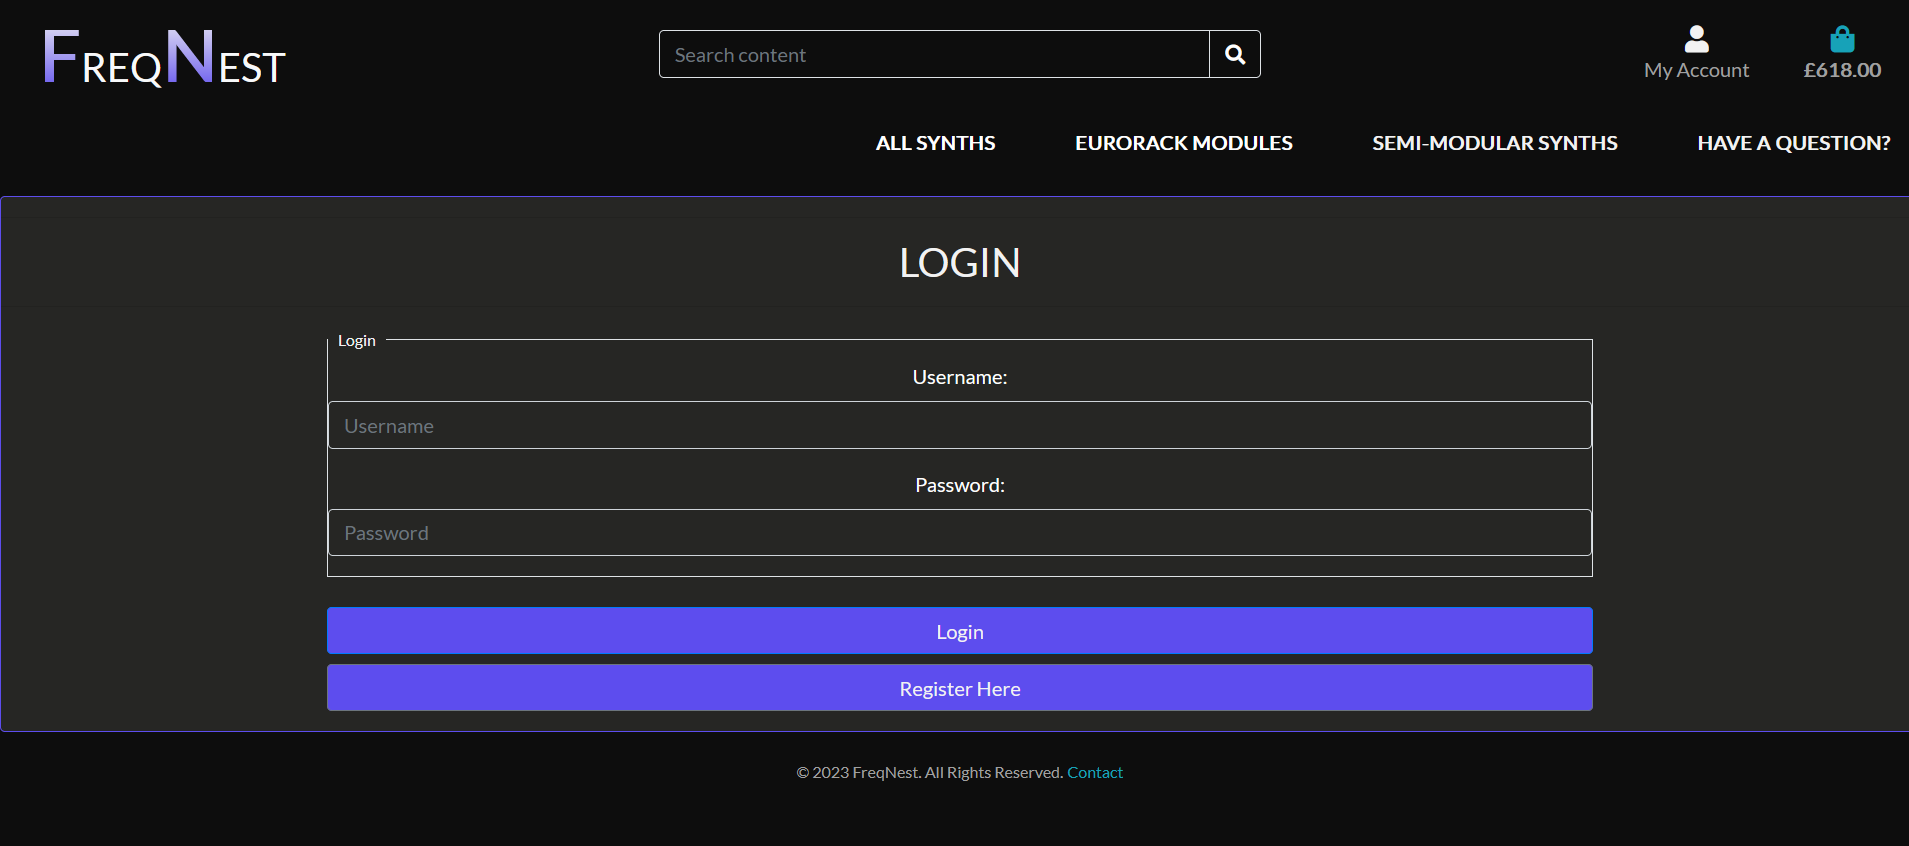 FREQNEST
Search content
My Account
£618.00
ALL SYNTHS
EURORACK MODULES
SEMI-MODULAR SYNTHS
HAVE A QUESTION?
LOGIN
Login
Username:
Username
Password:
Password
Login
Register Here
© 2023 FreqNest. All Rights Reserved. Contact